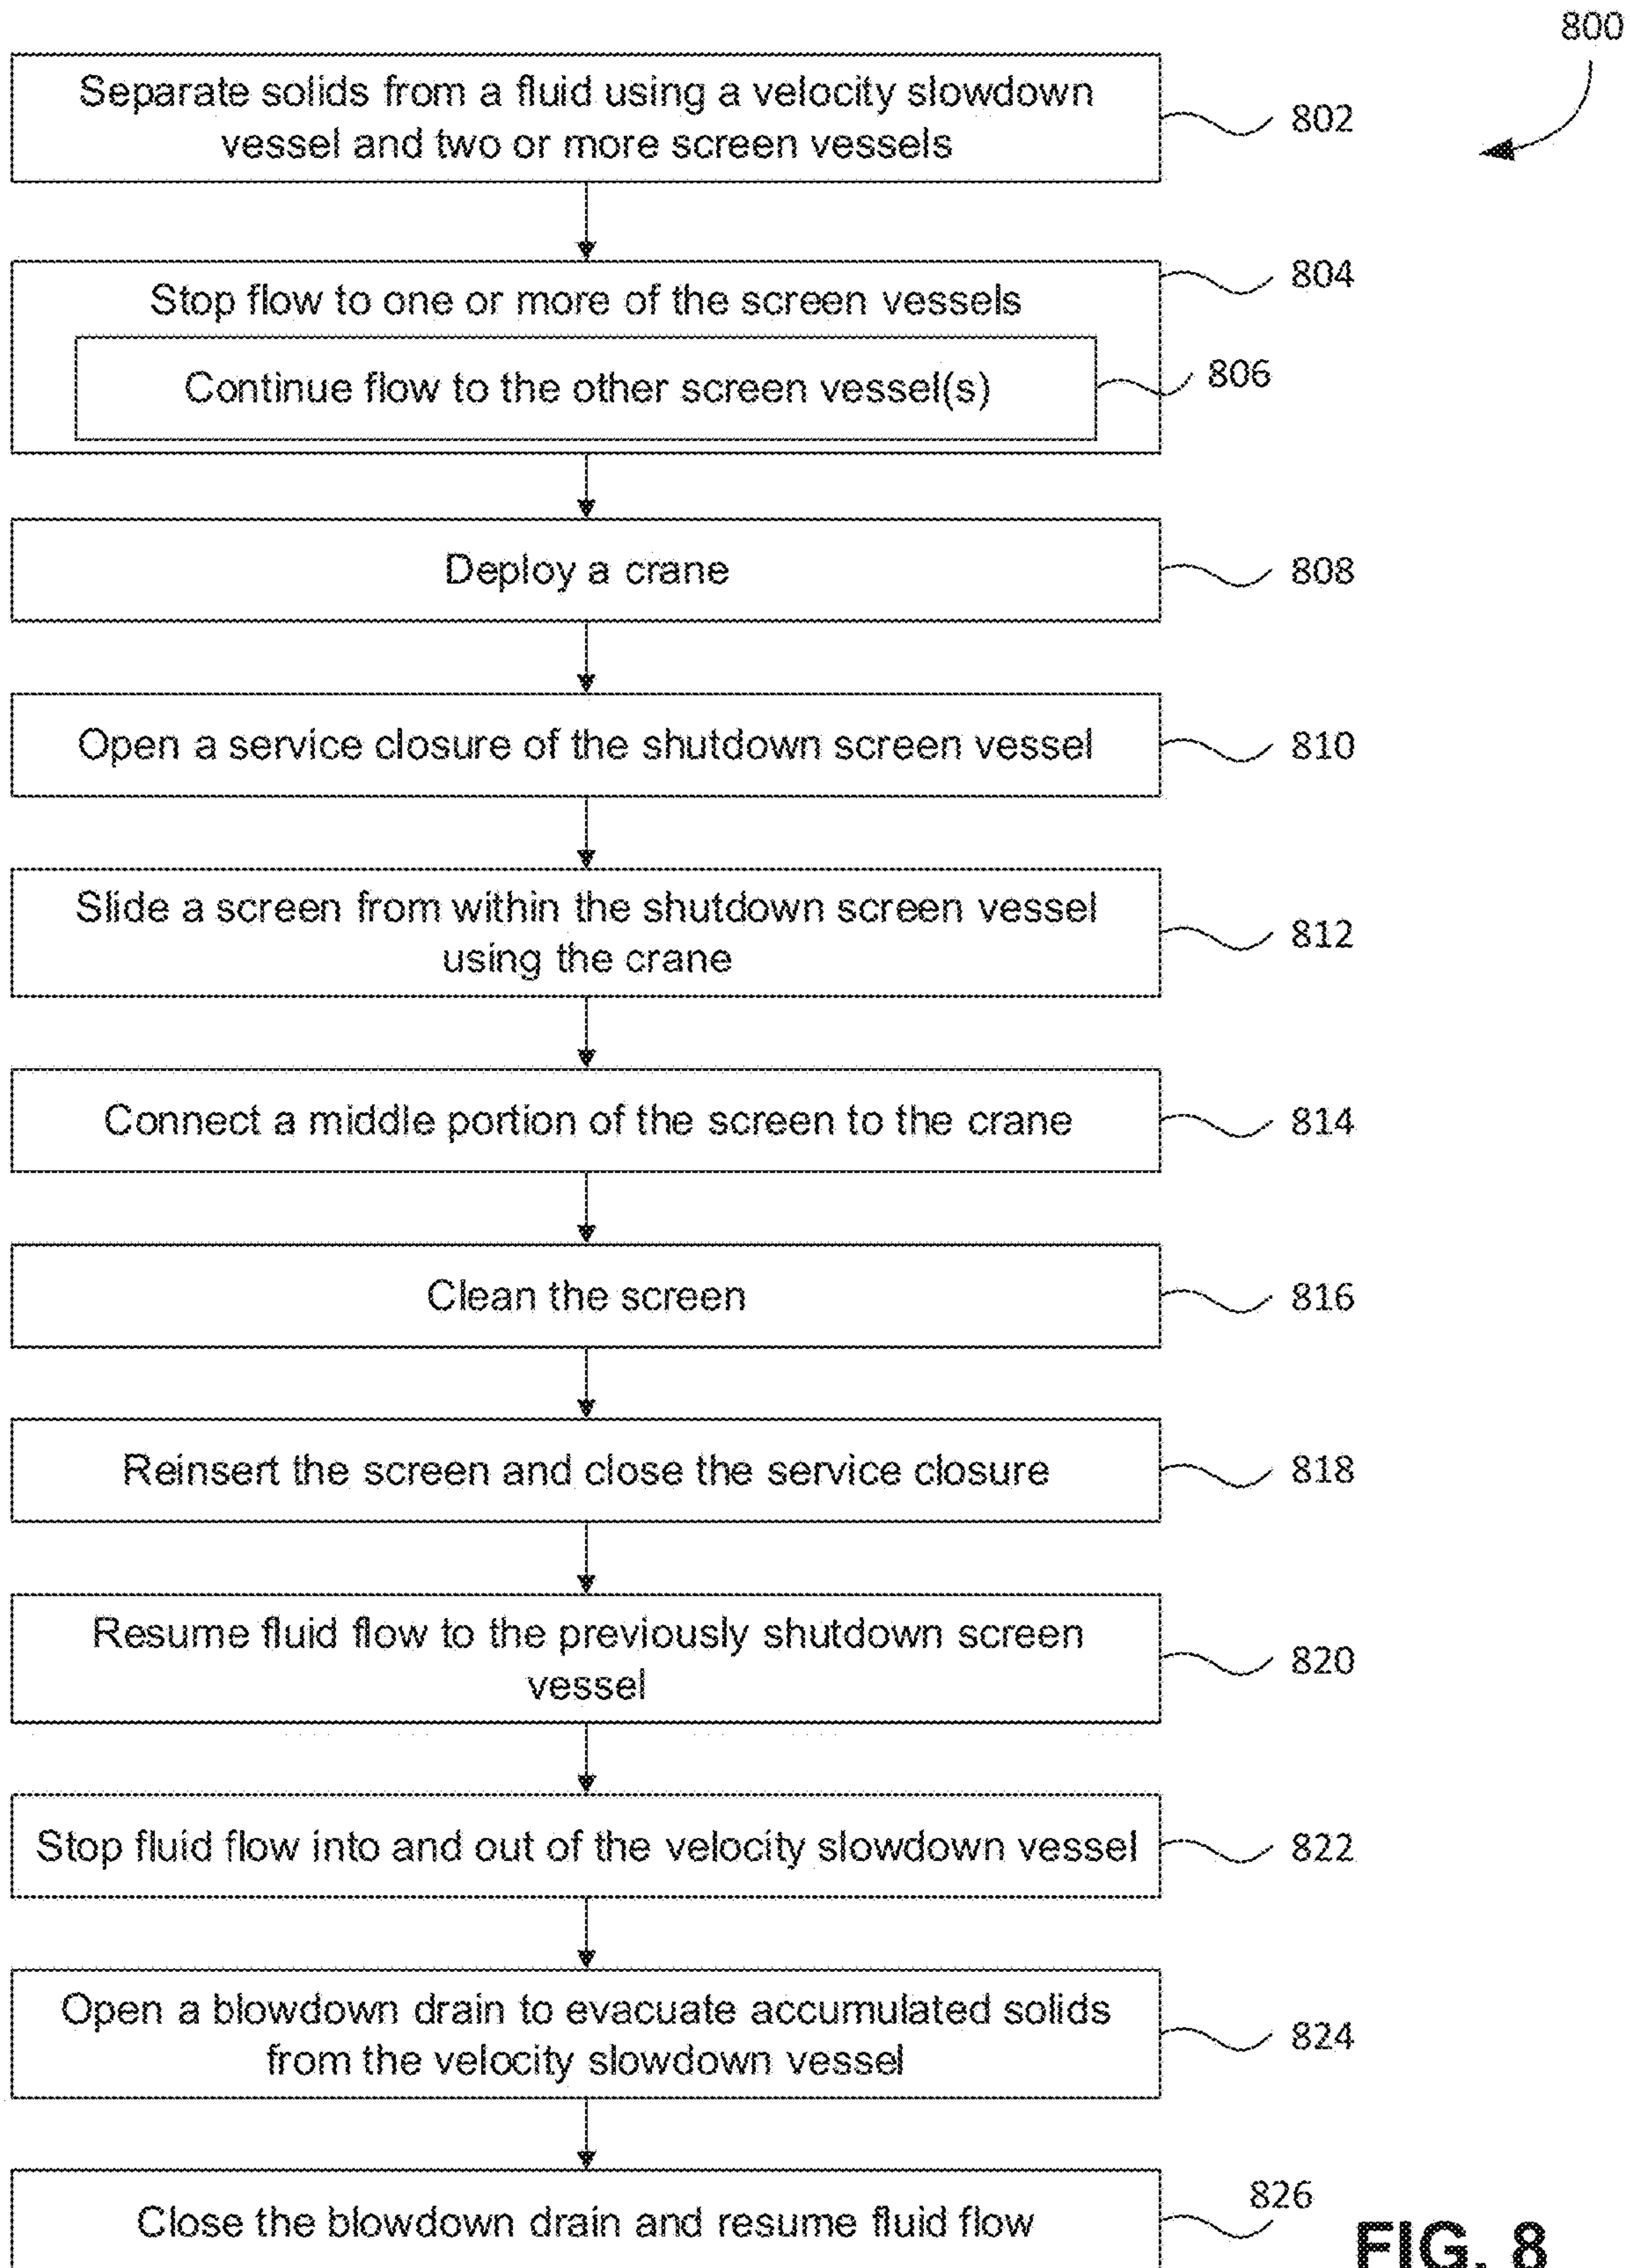 800
Separate solids from a fluid using a velocity slowdown
vessel and two or more screen vessels
802
Stop flow to one or more of the screen vessels
804
Continue flow to the other screen vessel(s)
806
Deploy a crane
808
Open a service closure of the shutdown screen vessel
810
Slide a screen from within the shutdown screen vessel
using the crane
812
Connect a middle portion of the screen to the crane
814
Clean the screen
816
Reinsert the screen and close the service closure
818
Resume fluid flow to the previously shutdown screen
vessel
820
Stop fluid flow into and out of the velocity slowdown vessel
822
Open a blowdown drain to evacuate accumulated solids
from the velocity slowdown vessel
824
Close the blowdown drain and resume fluid flow
826
FIG. 8